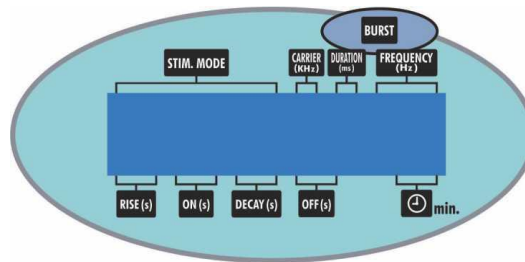 BURST
STIM. MODE
CARRIER
(KHz)
DURATION
(ms)
FREQUENCY
(Hz)
RISE (s)
ON (s)
DECAY (s)
OFF (s)
min.